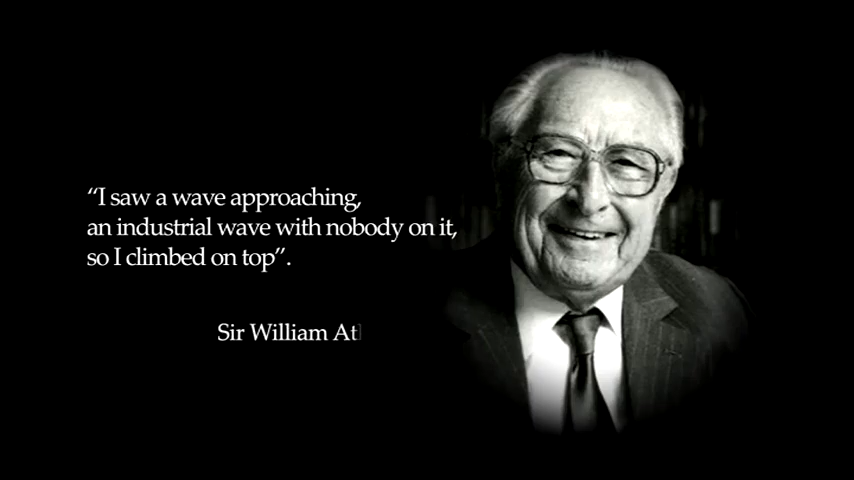 “I saw a wave approaching,
an industrial wave with nobody on it,
so I climbed on top”.
Sir William At